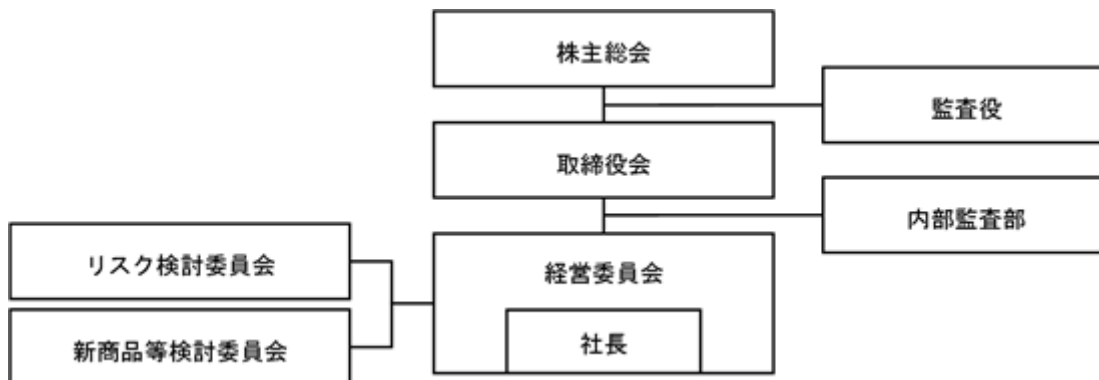 株主総会
監査役
取締役会
内部監査部
リスク検討委員会
経営委員会
新商品等検討委員会
社長